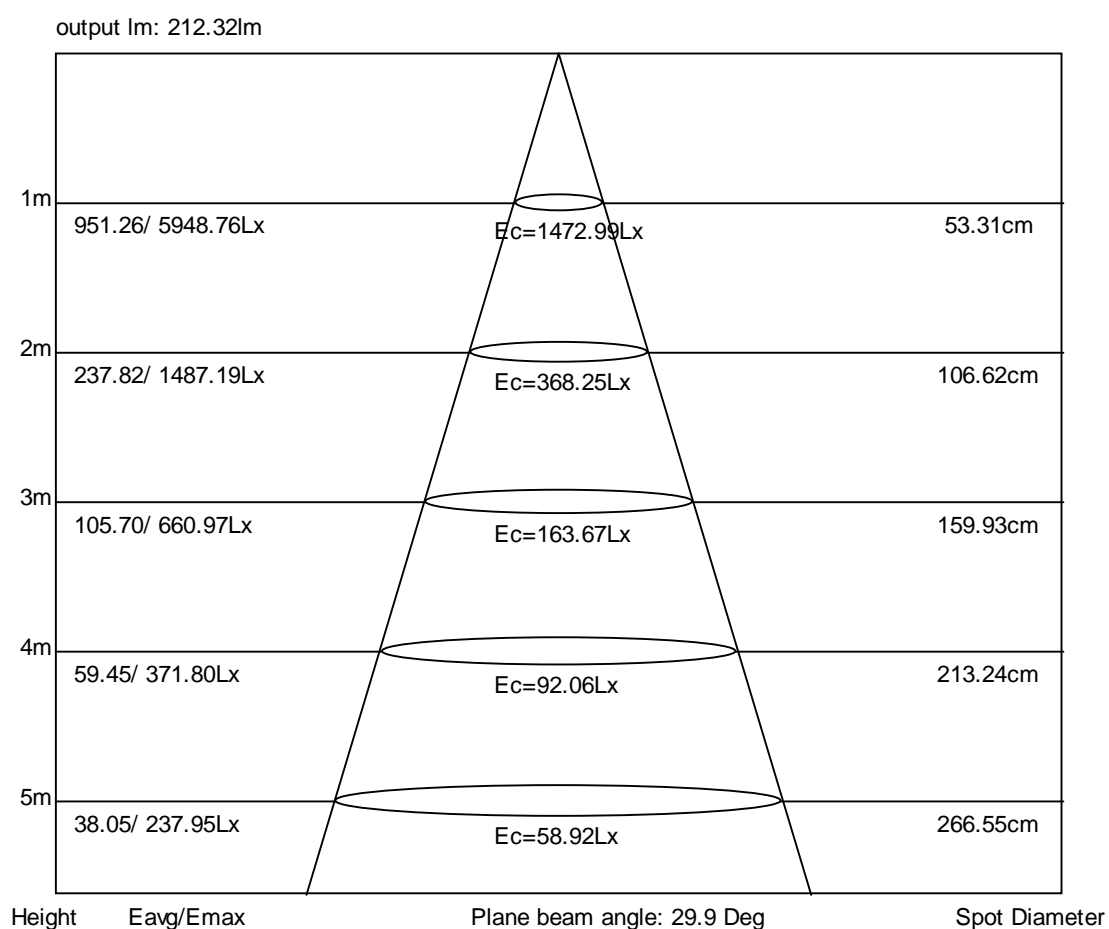 output lm: 212.32lm
1m
951.26/ 5948.76Lx
Ec=1472.99Lx
53.31cm
2m
237.82/ 1487.19Lx
Ec=368.25Lx
106.62cm
3m
105.70/ 660.97Lx
Ec=163.67Lx
159.93cm
4m
59.45/ 371.80Lx
Ec=92.06Lx
213.24cm
5m
38.05/ 237.95Lx
Ec=58.92Lx
266.55cm
Height Eavg/Emax Plane beam angle: 29.9 Deg Spot Diameter